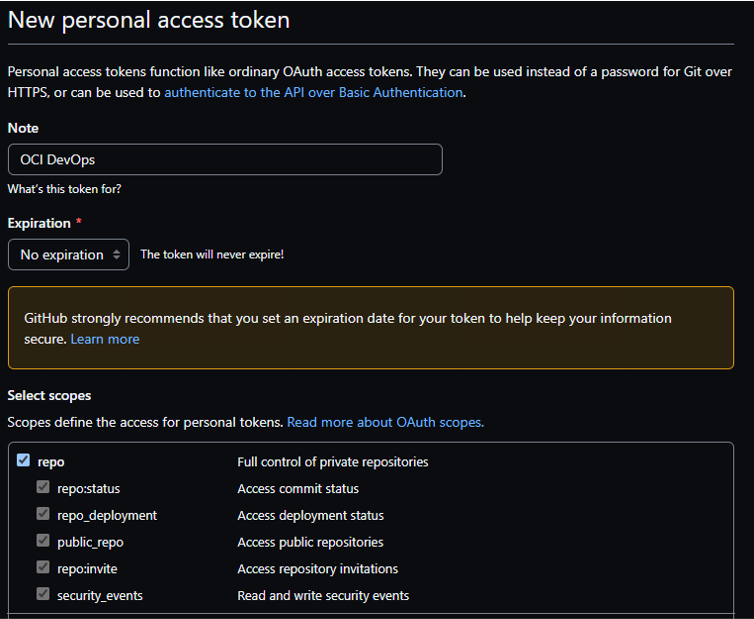 New personal access token
Personal access tokens function like ordinary OAuth access tokens. They can be used instead of a password for Git over
HTTPS, or can be used to authenticate to the API over Basic Authentication.
Note
OCI DevOps
What's this token for?
Expiration *
No expiration The token will never expire!
GitHub strongly recommends that you set an expiration date for your token to help keep your information
secure. Learn more
Select scopes
Scopes define the access for personal tokens. Read more about OAuth scopes.
repo Full control of private repositories
repo:status Access commit status
repo_deployment Access deployment status
public_repo Access public repositories
repo:invite Access repository invitations
security_events Read and write security events